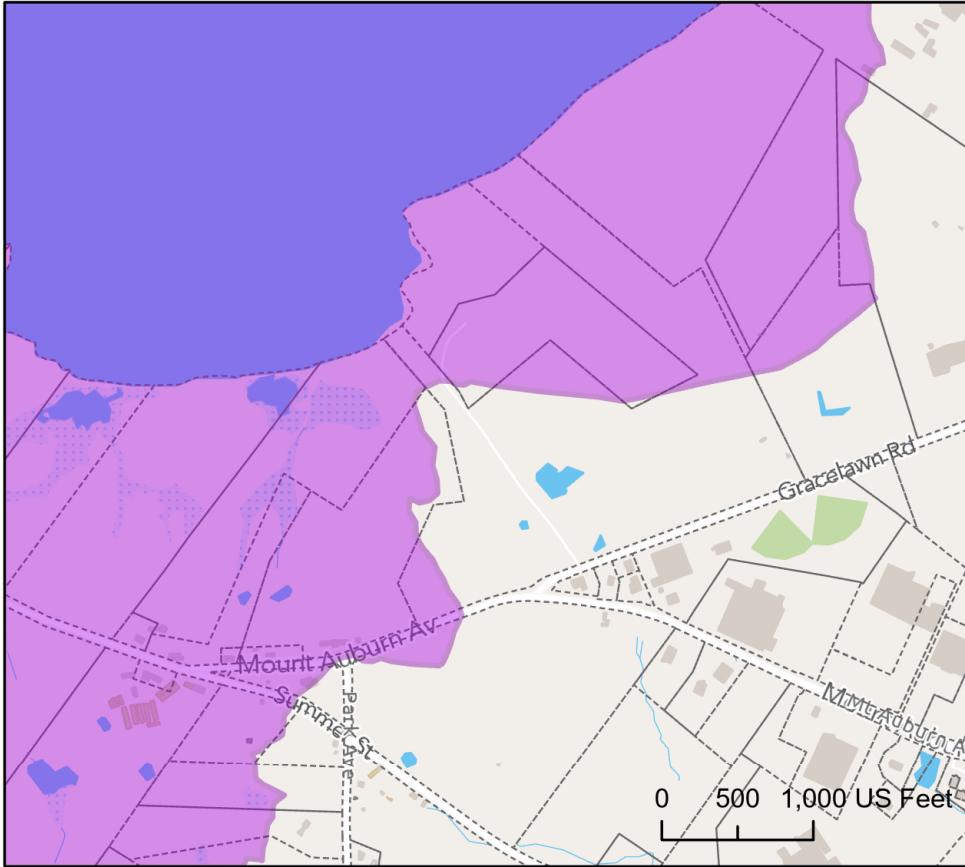 Gracelawn Rd
Mount Auburn Av
Summer St
Park Ave
Mt Auburn A
0 500 1,000 US Feet